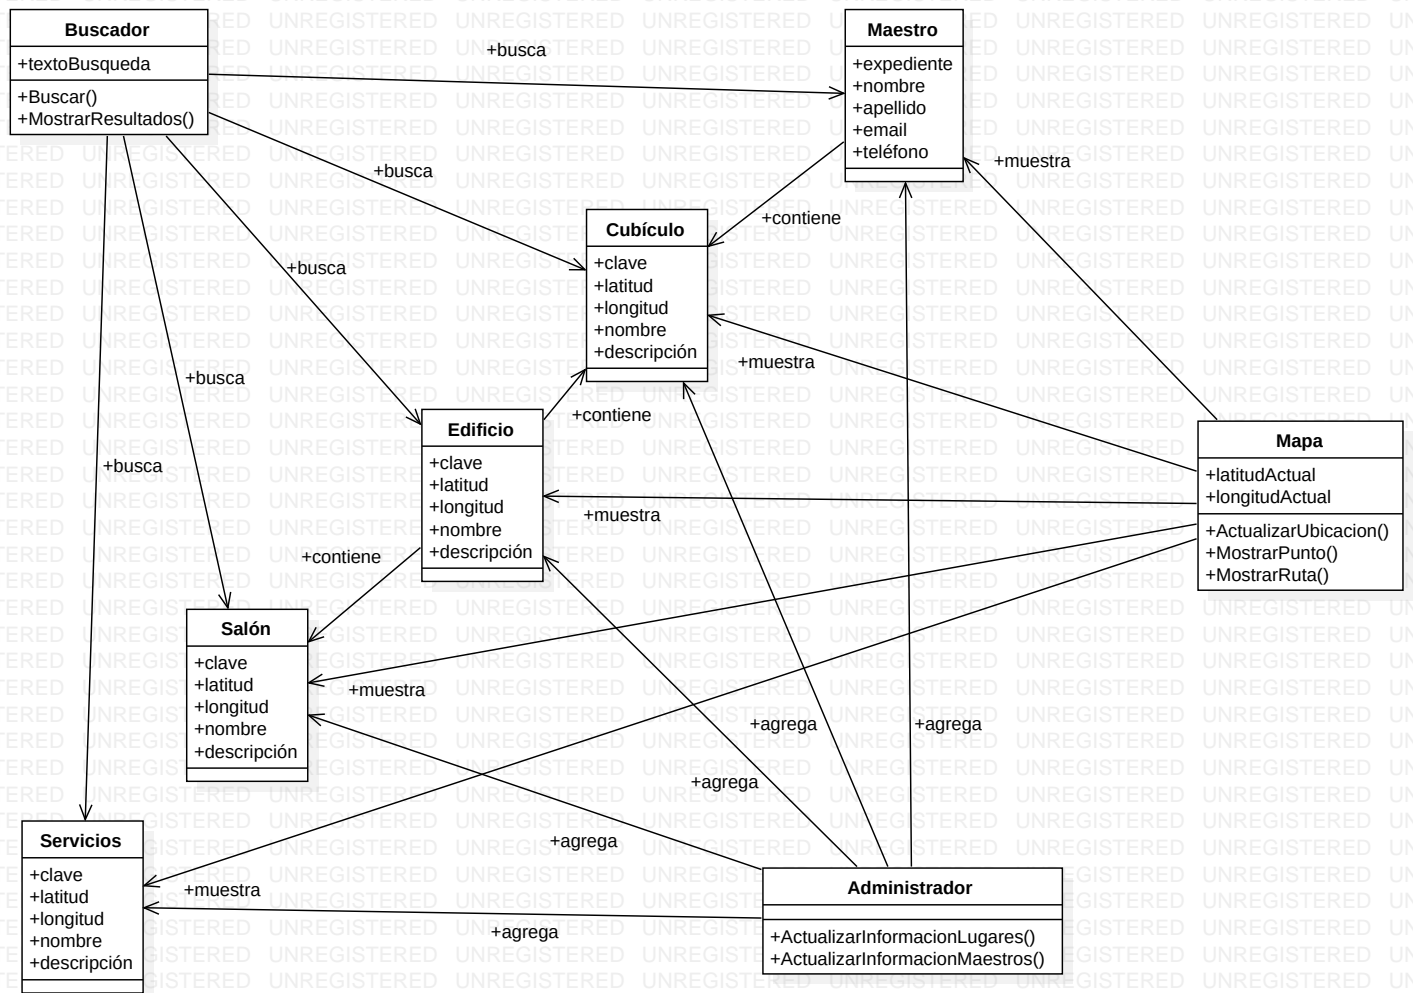 Buscador
+textoBusqueda
+Buscar()
+MostrarResultados()
Maestro
+expediente
+nombre
+apellido
+email
+teléfono
+busca
+busca
+busca
+busca
+busca
+muestra
+contiene
Cubículo
+clave
+latitud
+longitud
+nombre
+descripción
+muestra
+contiene
Edificio
+clave
+latitud
+longitud
+nombre
+descripción
+muestra
+contiene
Mapa
+latitudActual
+longitudActual
+ActualizarUbicacion()
+MostrarPunto()
+MostrarRuta()
Salón
+clave
+latitud
+longitud
+nombre
+descripción
+muestra
+agrega
+agrega
+agrega
+agrega
Servicios
+clave
+latitud
+longitud
+nombre
+descripción
+muestra
+agrega
Administrador
+ActualizarInformacionLugares()
+ActualizarInformacionMaestros()
UNREGISTERED